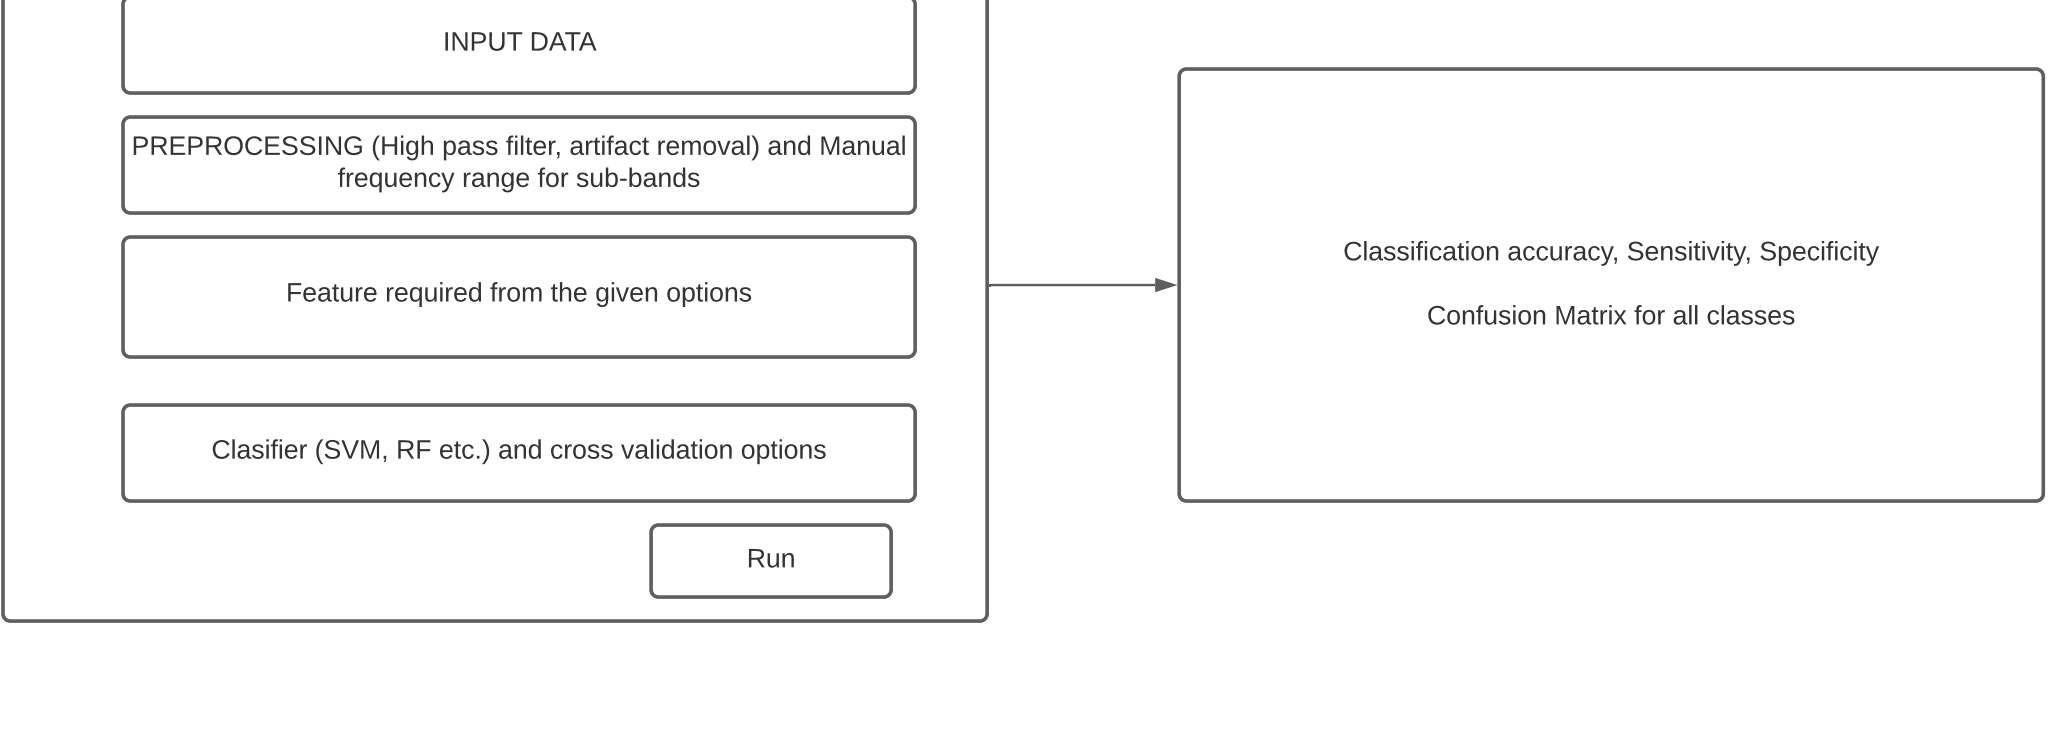 INPUT DATA
PREPROCESSING (High pass filter, artifact removal) and Manual
frequency range for sub-bands
Feature required from the given options
Clasifier (SVM, RF etc.) and cross validation options
Run
Classification accuracy, Sensitivity, Specificity
Confusion Matrix for all classes